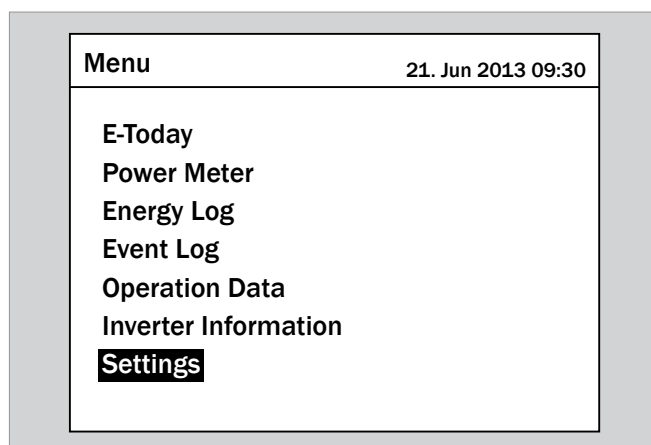 Menu 21. Jun 2013 09:30
E-Today
Power Meter
Energy Log
Event Log
Operation Data
Inverter Information
Settings